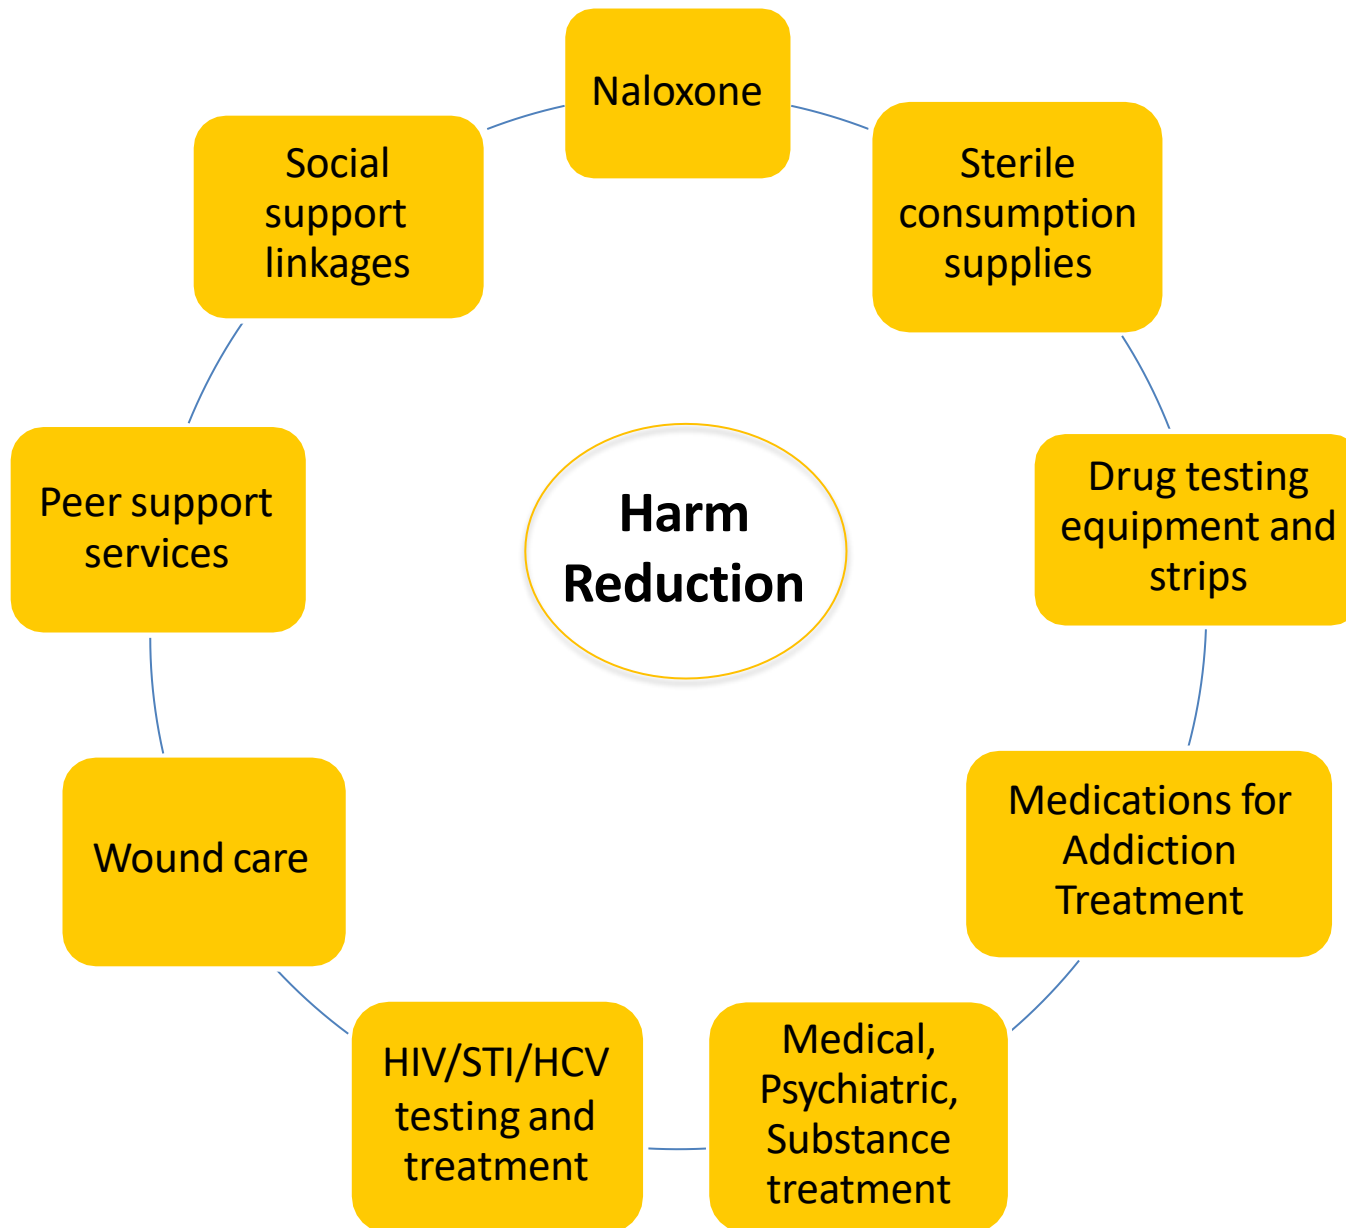 Naloxone
Sterile
consumption
supplies
Drug testing
equipment and
strips
Medications for
Addiction
Treatment
Medical,
Psychiatric,
Substance
treatment
HIV/STI/HCV
testing and
treatment
Wound care
Peer support
services
Social
support
linkages
Harm
Reduction